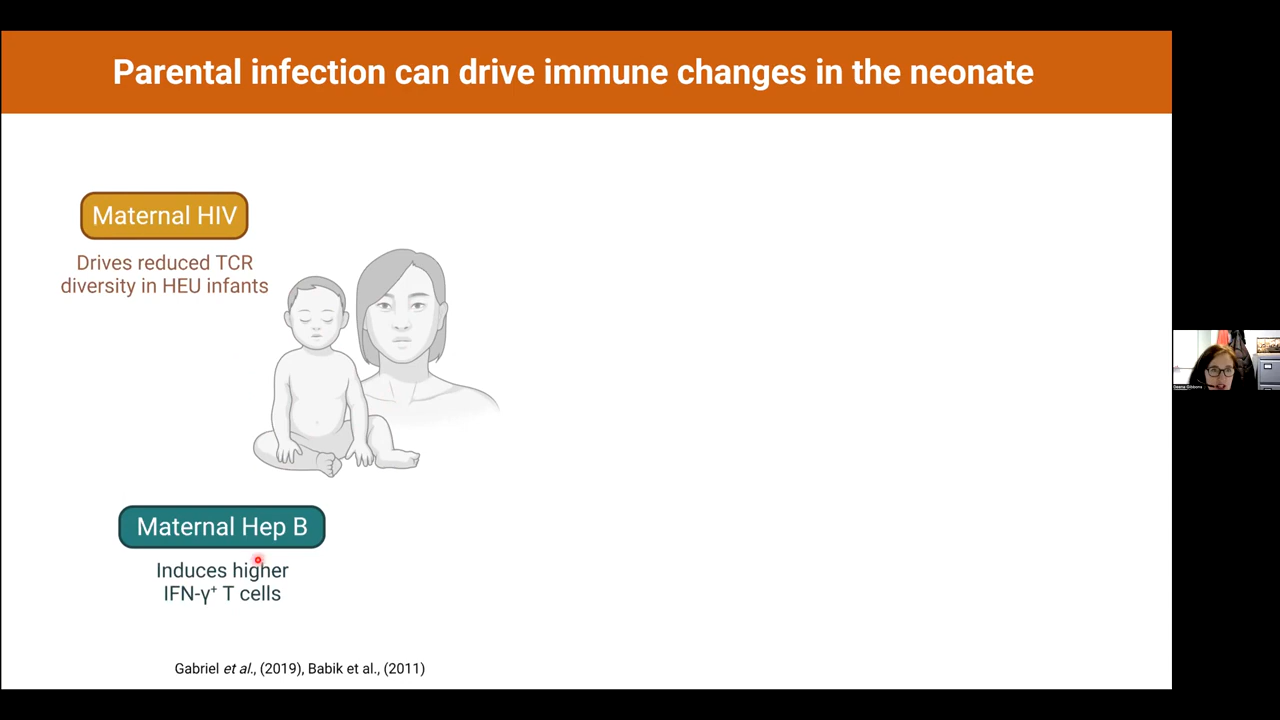 Parental infection can drive immune changes in the neonate
Maternal HIV
Drives reduced TCR
diversity in HEU infants
Maternal Hep B
Induces higher
IFN-γ⁺ T cells
Gabriel et al., (2019), Babik et al., (2011)